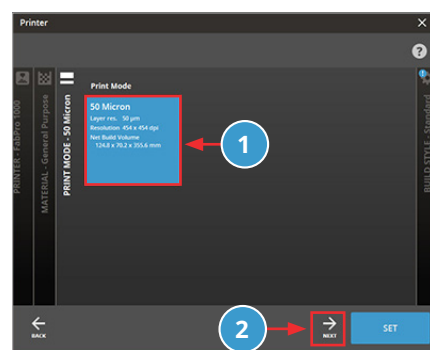 Printer
?
PRINTER - FabPro 1000
MATERIAL - General Purpose
PRINT MODE - 50 Micron
Print Mode
50 Micron
Layer res. 50 µm
Resolution 454 x 454 dpi
Net Build Volume
124.8 x 70.2 x 355.6 mm
1
BUILD STYLE - Standard
BACK
2
NEXT
SET